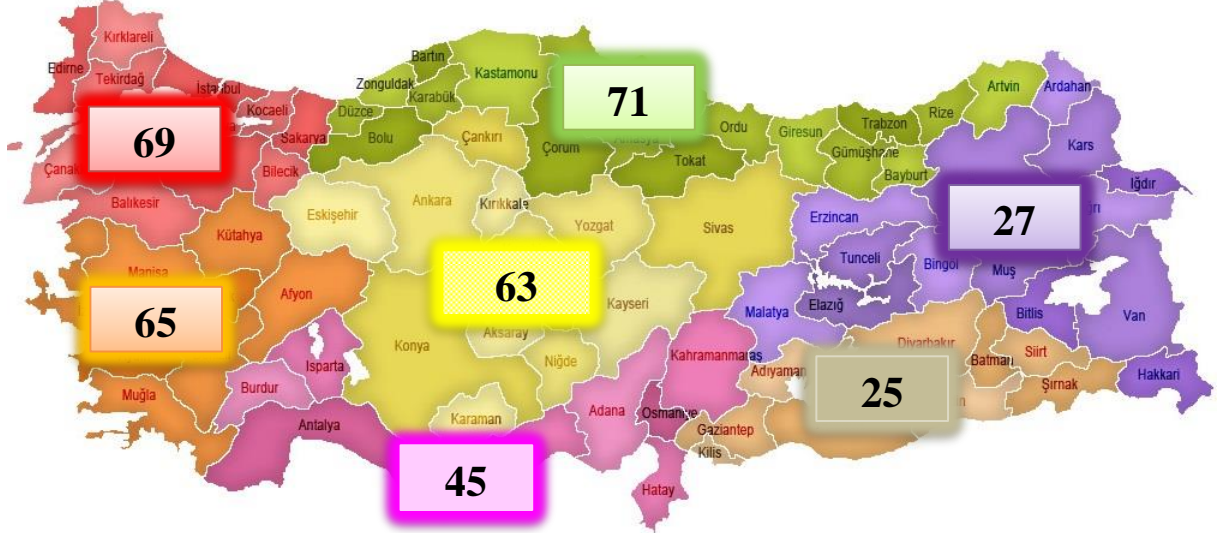 Kırklareli
Edirne
Tekirdağ
İstanbul
Kocaeli
Sakarya
69
Bilecik
Balıkesir
Bartın
Zonguldak
Karabük
Kastamonu
Düzce
Bolu
Çankırı
Çorum
71
Tokat
Ordu
Giresun
Trabzon
Gümüşhane
Rize
Bayburt
Artvin
Ardahan
Kars
Iğdır
Erzincan
27
Tunceli
Bingöl
Muş
Malatya
Elazığ
Bitlis
Van
Hakkari
Eskişehir
Ankara
Kırıkkale
Yozgat
Sivas
63
Kayseri
Aksaray
Konya
Niğde
Karaman
Kütahya
Manisa
Afyon
65
Muğla
Burdur
Isparta
Antalya
45
Adana
Osmaniye
Kahramanmaraş
Hatay
Adıyaman
Diyarbakır
Batman
Siirt
Şırnak
25
Gaziantep
Kilis